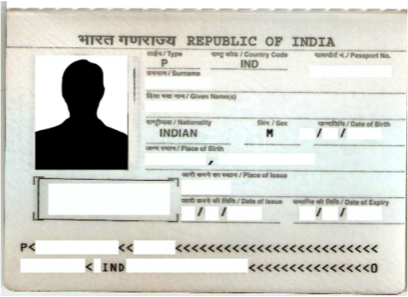 भारत गणराज्य REPUBLIC OF INDIA
टाईप / Type राष्ट्र कोड / Country Code पासपोर्ट नं. / Passport No.
P IND
उपनाम / Surname
दिया गया नाम / Given Name(s)
राष्ट्रीयता / Nationality लिंग / Sex जन्मतिथि / Date of Birth
INDIAN M / /
जन्म स्थान / Place of Birth
,
जारी करने का स्थान / Place of Issue
जारी करने की तिथि / Date of Issue समाप्ति की तिथि / Date of Expiry
/ / / /
P< << <<<<<<<<<<<<<<<<<<<<<<<<<
< IND <<<<<<<<<<<<<<<0